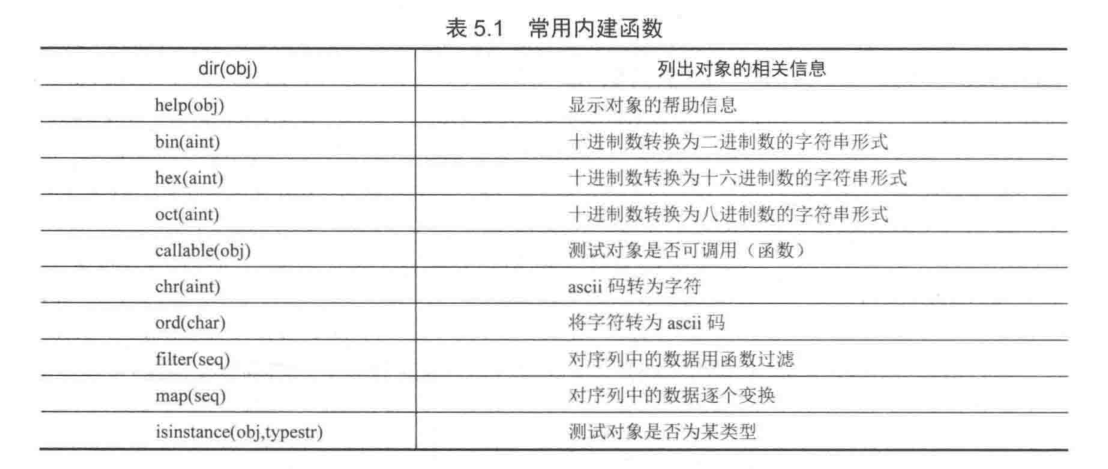 表 5.1 常用内建函数
dir(obj) 列出对象的相关信息
help(obj) 显示对象的帮助信息
bin(aint) 十进制数转换为二进制数的字符串形式
hex(aint) 十进制数转换为十六进制数的字符串形式
oct(aint) 十进制数转换为八进制数的字符串形式
callable(obj) 测试对象是否可调用（函数）
chr(aint) ascii 码转为字符
ord(char) 将字符转为 ascii 码
filter(seq) 对序列中的数据用函数过滤
map(seq) 对序列中的数据逐个变换
isinstance(obj,typestr) 测试对象是否为某类型